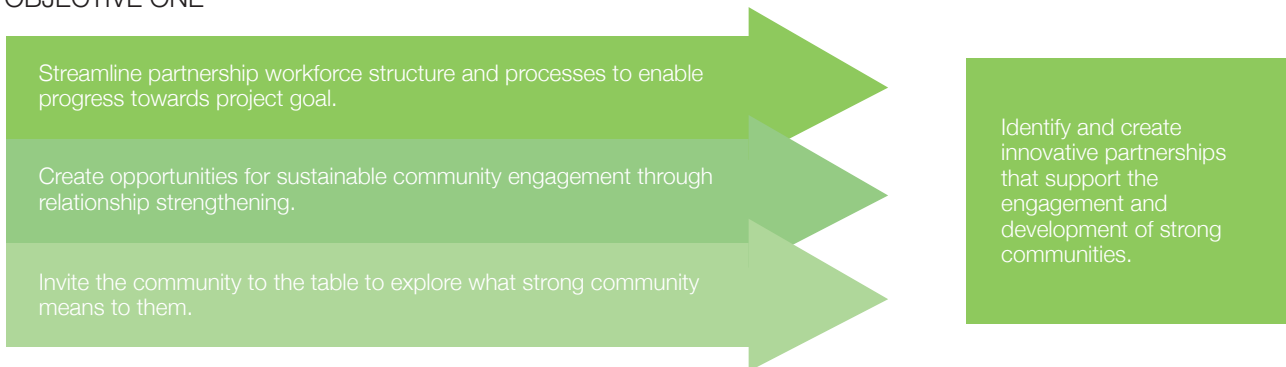 OBJECTIVE ONE
Streamline partnership workforce structure and processes to enable
progress towards project goal.
Create opportunities for sustainable community engagement through
relationship strengthening.
Invite the community to the table to explore what strong community
means to them.
Identify and create
innovative partnerships
that support the
engagement and
development of strong
communities.